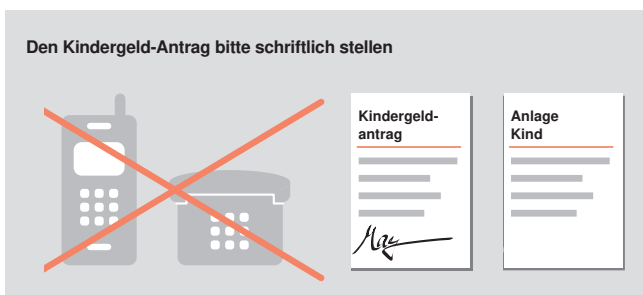 Den Kindergeld-Antrag bitte schriftlich stellen
Kindergeld-
antrag
Anlage
Kind